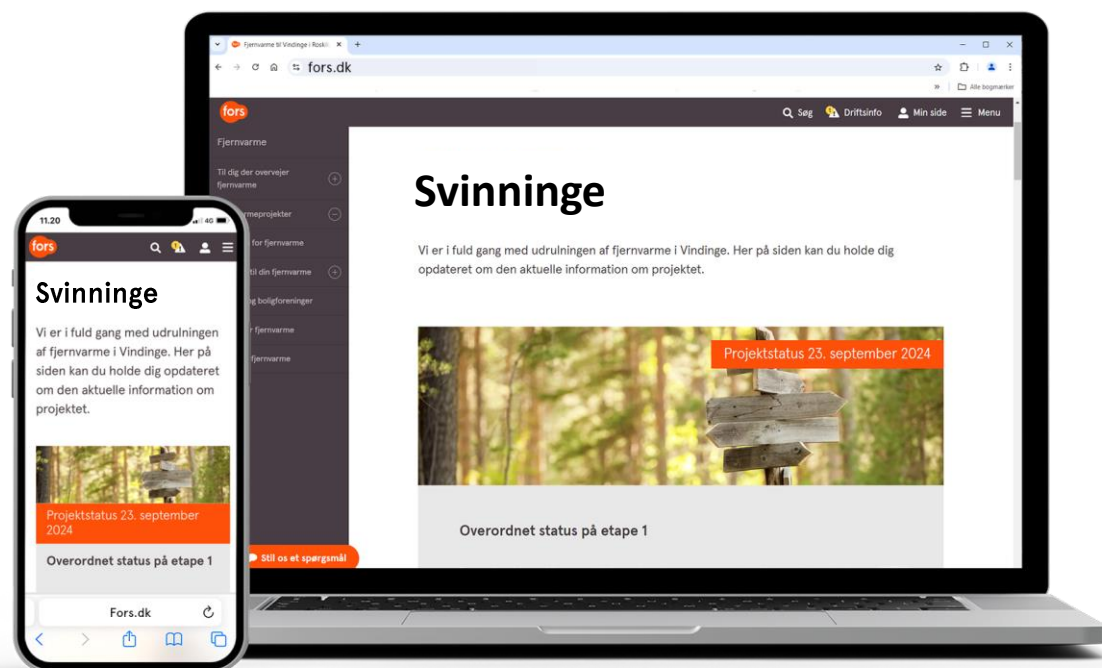 Fjernvarme til Vindinge i Roskil
fors.dk
Alle bogmærker
fors
Søg
Driftsinfo
Min side
Menu
Fjernvarme
Til dig der overvejer
fjernvarme
rmeprojekter
for fjernvarme
til din fjernvarme
g boligforeninger
r fjernvarme
fjernvarme
Stil os et spørgsmål
Svinninge
Vi er i fuld gang med udrulningen af fjernvarme i Vindinge. Her på siden kan du holde dig
opdateret om den aktuelle information om projektet.
Projektstatus 23. september 2024
Overordnet status på etape 1
11.20
4G
fors
Svinninge
Vi er i fuld gang med udrulningen
af fjernvarme i Vindinge. Her på
siden kan du holde dig opdateret
om den aktuelle information om
projektet.
Projektstatus 23. september
2024
Overordnet status på etape 1
Fors.dk